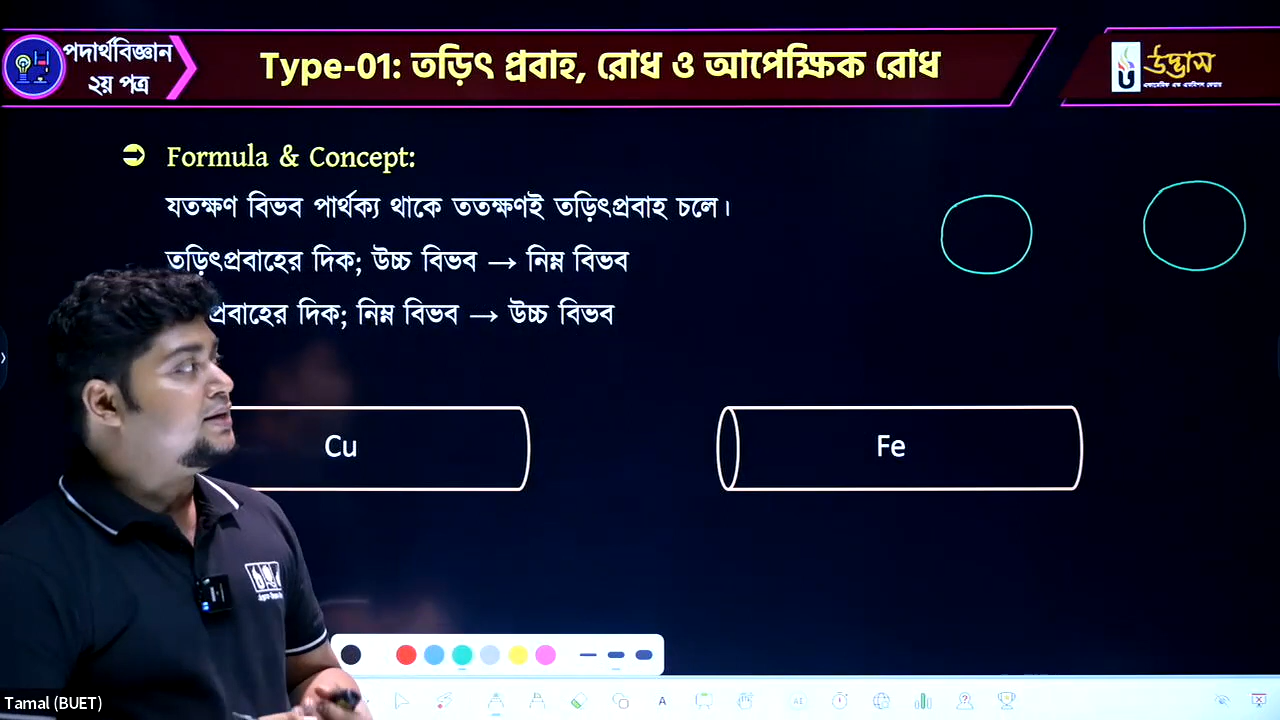 পদার্থবিজ্ঞান
২য় পত্র
Type-01: তড়িৎ প্রবাহ, রোধ ও আপেক্ষিক রোধ
উদ্ভাস
Formula & Concept:
যতক্ষণ বিভব পার্থক্য থাকে ততক্ষণই তড়িৎপ্রবাহ চলে।
তড়িৎপ্রবাহের দিক; উচ্চ বিভব → নিম্ন বিভব
প্রবাহের দিক; নিম্ন বিভব → উচ্চ বিভব
Cu
Fe
Tamal (BUET)